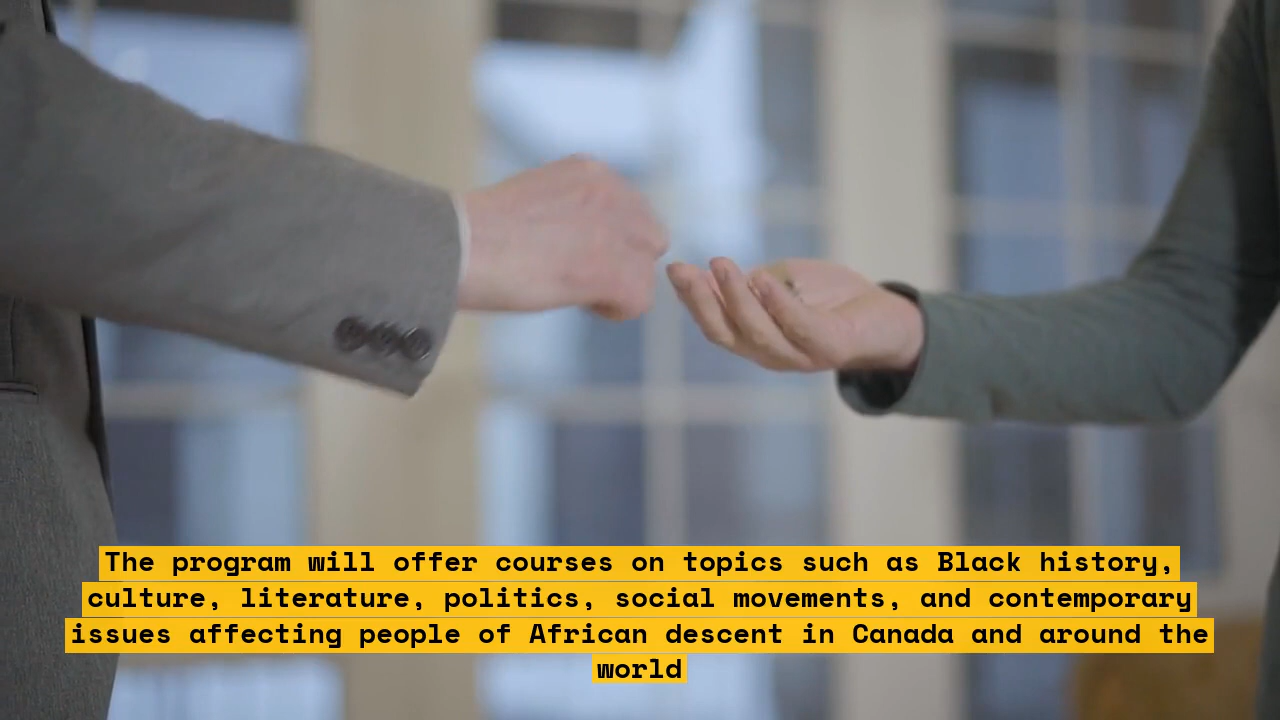 The program will offer courses on topics such as Black history,
culture, literature, politics, social movements, and contemporary
issues affecting people of African descent in Canada and around the
world